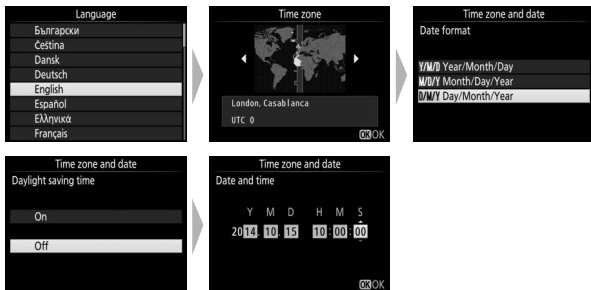 Language
Български
Čeština
Dansk
Deutsch
English
Español
Ελληνικά
Français
Time zone
London, Casablanca
UTC 0
OK OK
Time zone and date
Date format
Y/M/D Year/Month/Day
M/D/Y Month/Day/Year
D/M/Y Day/Month/Year
Time zone and date
Daylight saving time
On
Off
Time zone and date
Date and time
Y M D H M S
2014. 10. 15 10:00:00
OK OK